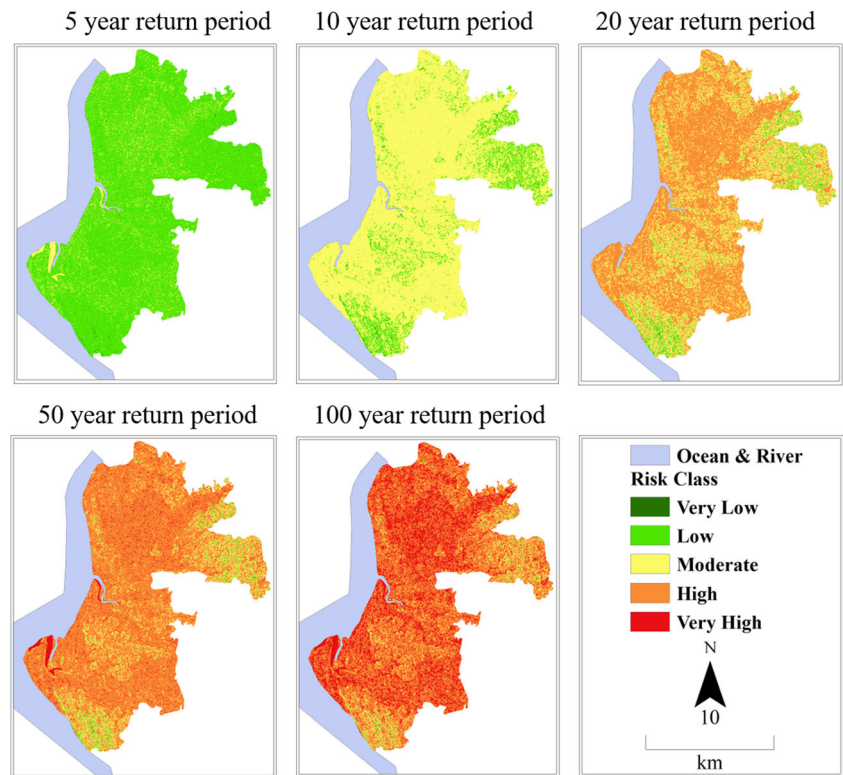 5 year return period
10 year return period
20 year return period
50 year return period
100 year return period
Ocean & River
Risk Class
Very Low
Low
Moderate
High
Very High
N
10
km